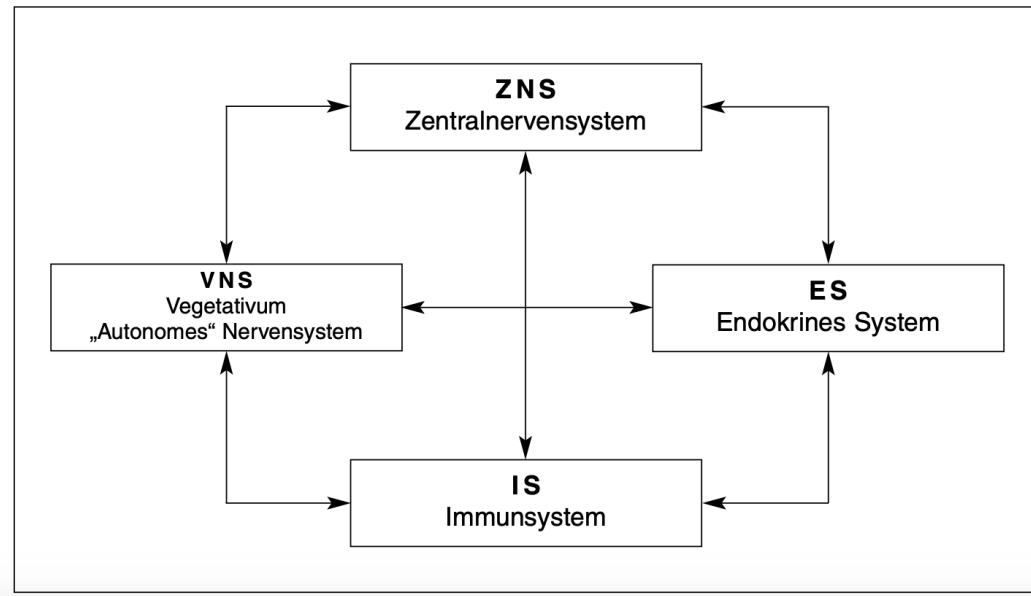 ZNS
Zentralnervensystem
VNS
Vegetativum
„Autonomes“ Nervensystem
ES
Endokrines System
IS
Immunsystem